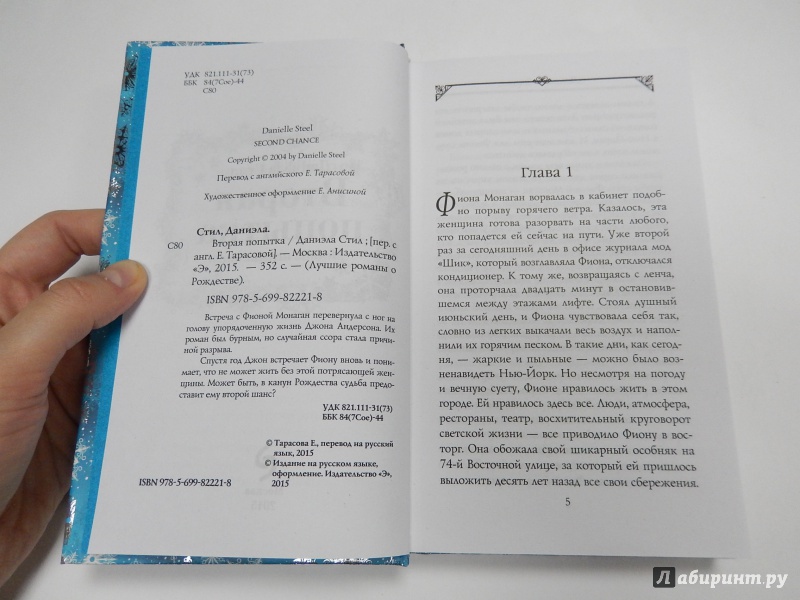 УДК 821.111-31(73)
ББК 84(7Сое)-44
С80
Danielle Steel
SECOND CHANCE
Copyright © 2004 by Danielle Steel
Перевод с английского Е. Тарасовой
Художественное оформление Е. Анисиной
Стил, Даниэла.
С80 Вторая попытка / Даниэла Стил ; [пер. с
англ. Е. Тарасовой]. — Москва : Издательство
«Э», 2015. — 352 с. — (Лучшие романы о
Рождестве).
ISBN 978-5-699-82221-8
Встреча с Фионой Монаган перевернула с ног на
голову упорядоченную жизнь Джона Андерсона. Их
роман был бурным, но случайная ссора стала причи-
ной разрыва.
Спустя год Джон встречает Фиону вновь и пони-
мает, что не может жить без этой потрясающей жен-
щины. Может быть, в канун Рождества судьба предо-
ставит ему второй шанс?
УДК 821.111-31(73)
ББК 84(7Сое)-44
© Тарасова Е., перевод на русский
язык, 2015
© Издание на русском языке,
оформление. Издательство «Э»,
2015
ISBN 978-5-699-82221-8
Глава 1
Фиона Монаган ворвалась в кабинет подоб-
но порыву горячего ветра. Казалось, эта
женщина готова разорвать на части любого,
кто попадется ей сейчас на пути. Уже второй
раз за сегодняшний день в офисе журнала мод
«Шик», который возглавляла Фиона, отключался
кондиционер. К тому же, возвращаясь с ленча,
она проторчала двадцать минут в остановив-
шемся между этажами лифте. Стоял душный
июньский день, и Фиона чувствовала себя так,
словно из легких выкачали весь воздух и напол-
нили их горячим песком. В такие дни, как сего-
дня, — жаркие и пыльные — можно было воз-
ненавидеть Нью-Йорк. Но несмотря на погоду
и вечную суету, Фионе нравилось жить в этом
городе. Ей нравилось здесь все. Люди, атмосфера,
рестораны, театр, восхитительный круговорот
светской жизни — все приводило Фиону в вос-
торг. Она обожала свой шикарный особняк на
74-й Восточной улице, за который ей пришлось
выложить десять лет назад все свои сбережения.
5
Лабиринт.ру